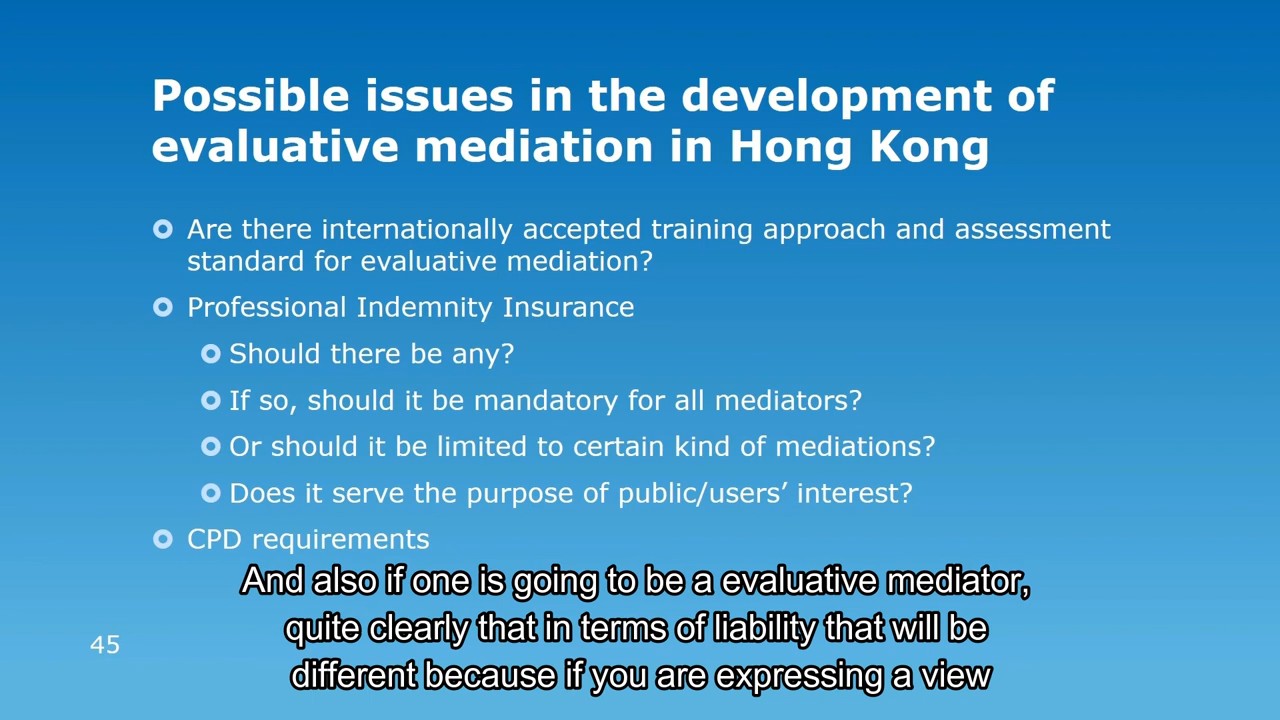 Possible issues in the development of
evaluative mediation in Hong Kong
Are there internationally accepted training approach and assessment
standard for evaluative mediation?
Professional Indemnity Insurance
Should there be any?
If so, should it be mandatory for all mediators?
Or should it be limited to certain kind of mediations?
Does it serve the purpose of public/users’ interest?
CPD requirements
And also if one is going to be a evaluative mediator,
quite clearly that in terms of liability that will be
different because if you are expressing a view
45